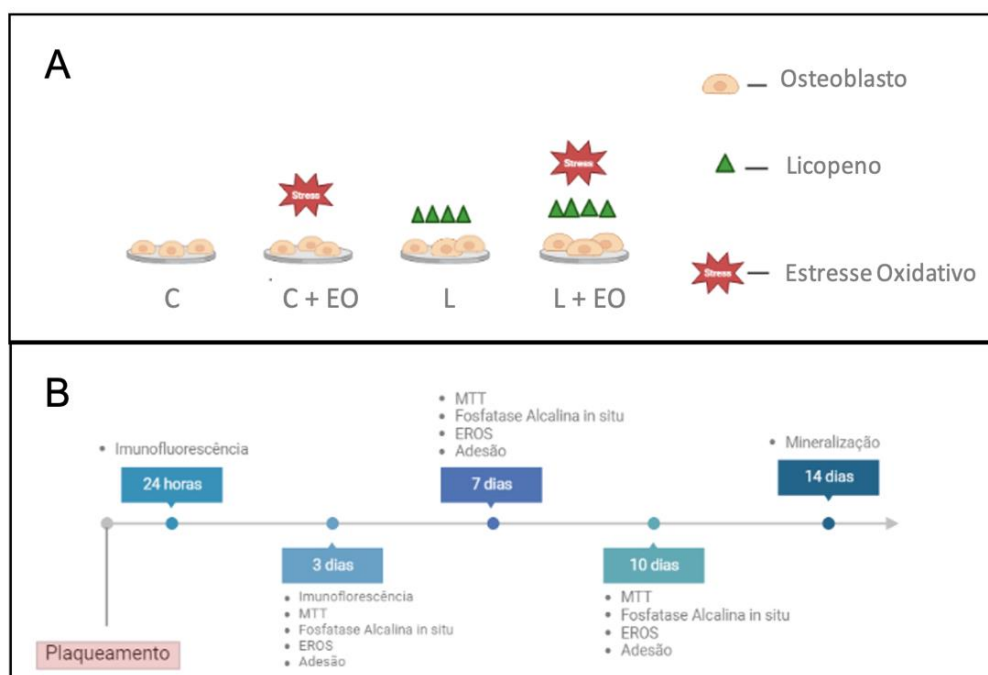 A
Stress
Stress
C
C + EO
L
L + EO
Osteoblasto
Licopeno
Stress
Estresse Oxidativo
B
• Imunofluorescência
24 horas
• MTT
• Fosfatase Alcalina in situ
• EROS
• Adesão
7 dias
• Mineralização
14 dias
3 dias
• Imunoflorescência
• MTT
• Fosfatase Alcalina in situ
• EROS
• Adesão
10 dias
• MTT
• Fosfatase Alcalina in situ
• EROS
• Adesão
Plaqueamento